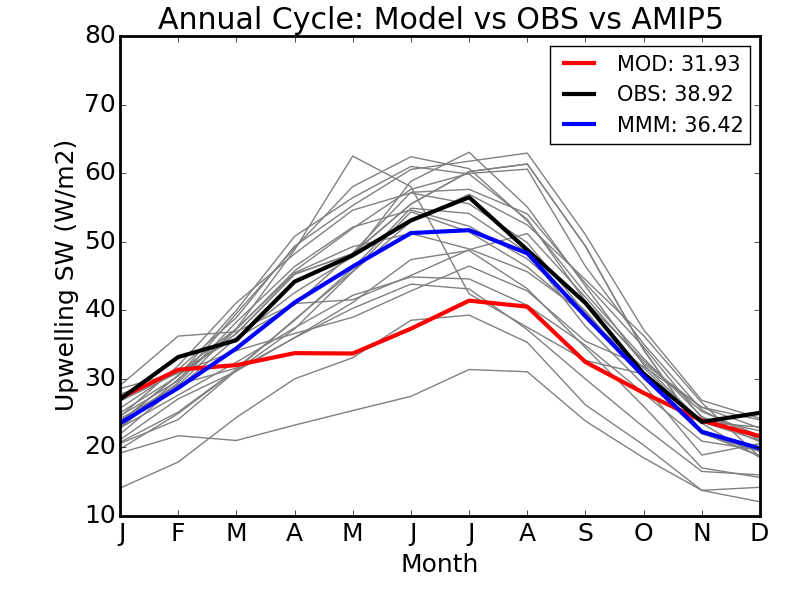 Annual Cycle: Model vs OBS vs AMIP5
80
70
60
50
40
30
20
10
Upwelling SW (W/m2)
MOD: 31.93
OBS: 38.92
MMM: 36.42
J F M A M J J A S O N D
Month